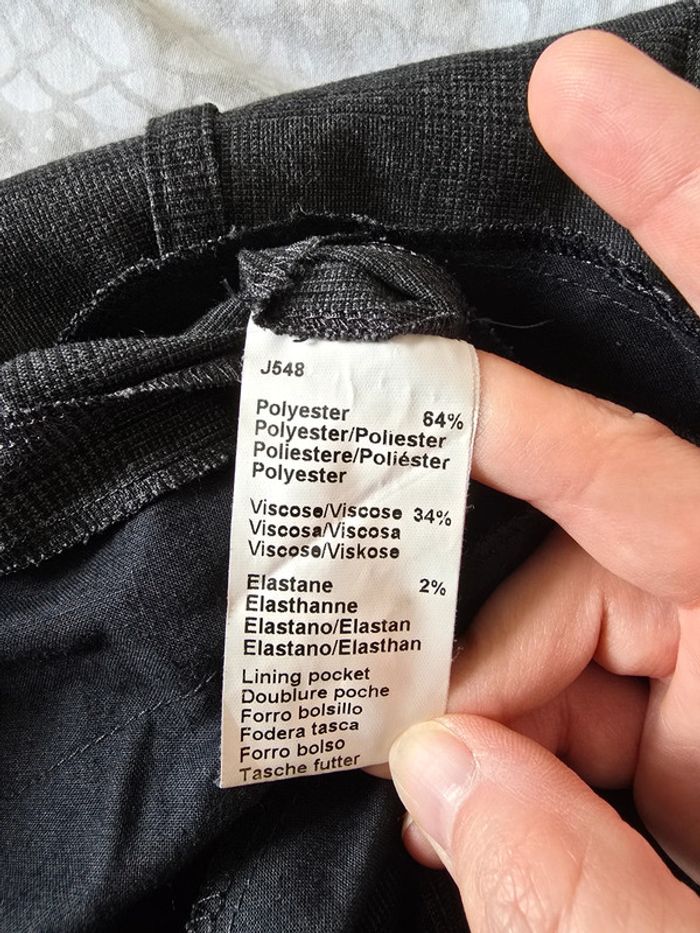 J548
Polyester 64%
Polyester/Poliester
Poliestere/Poliéster
Polyester
Viscose/Viscose 34%
Viscosa/Viscosa
Viscose/Viskose
Elastane 2%
Elasthanne
Elastano/Elastan
Elastano/Elasthan
Lining pocket
Doublure poche
Forro bolsillo
Fodera tasca
Forro bolso
Tasche futter